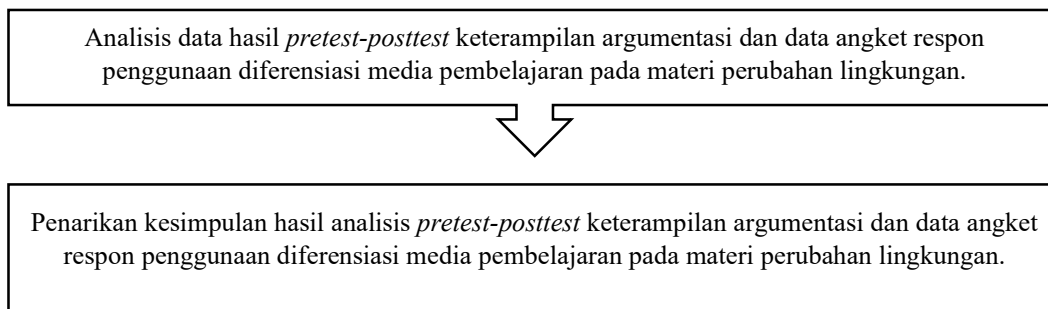 Analisis data hasil pretest-posttest keterampilan argumentasi dan data angket respon
penggunaan diferensiasi media pembelajaran pada materi perubahan lingkungan.
Penarikan kesimpulan hasil analisis pretest-posttest keterampilan argumentasi dan data angket
respon penggunaan diferensiasi media pembelajaran pada materi perubahan lingkungan.